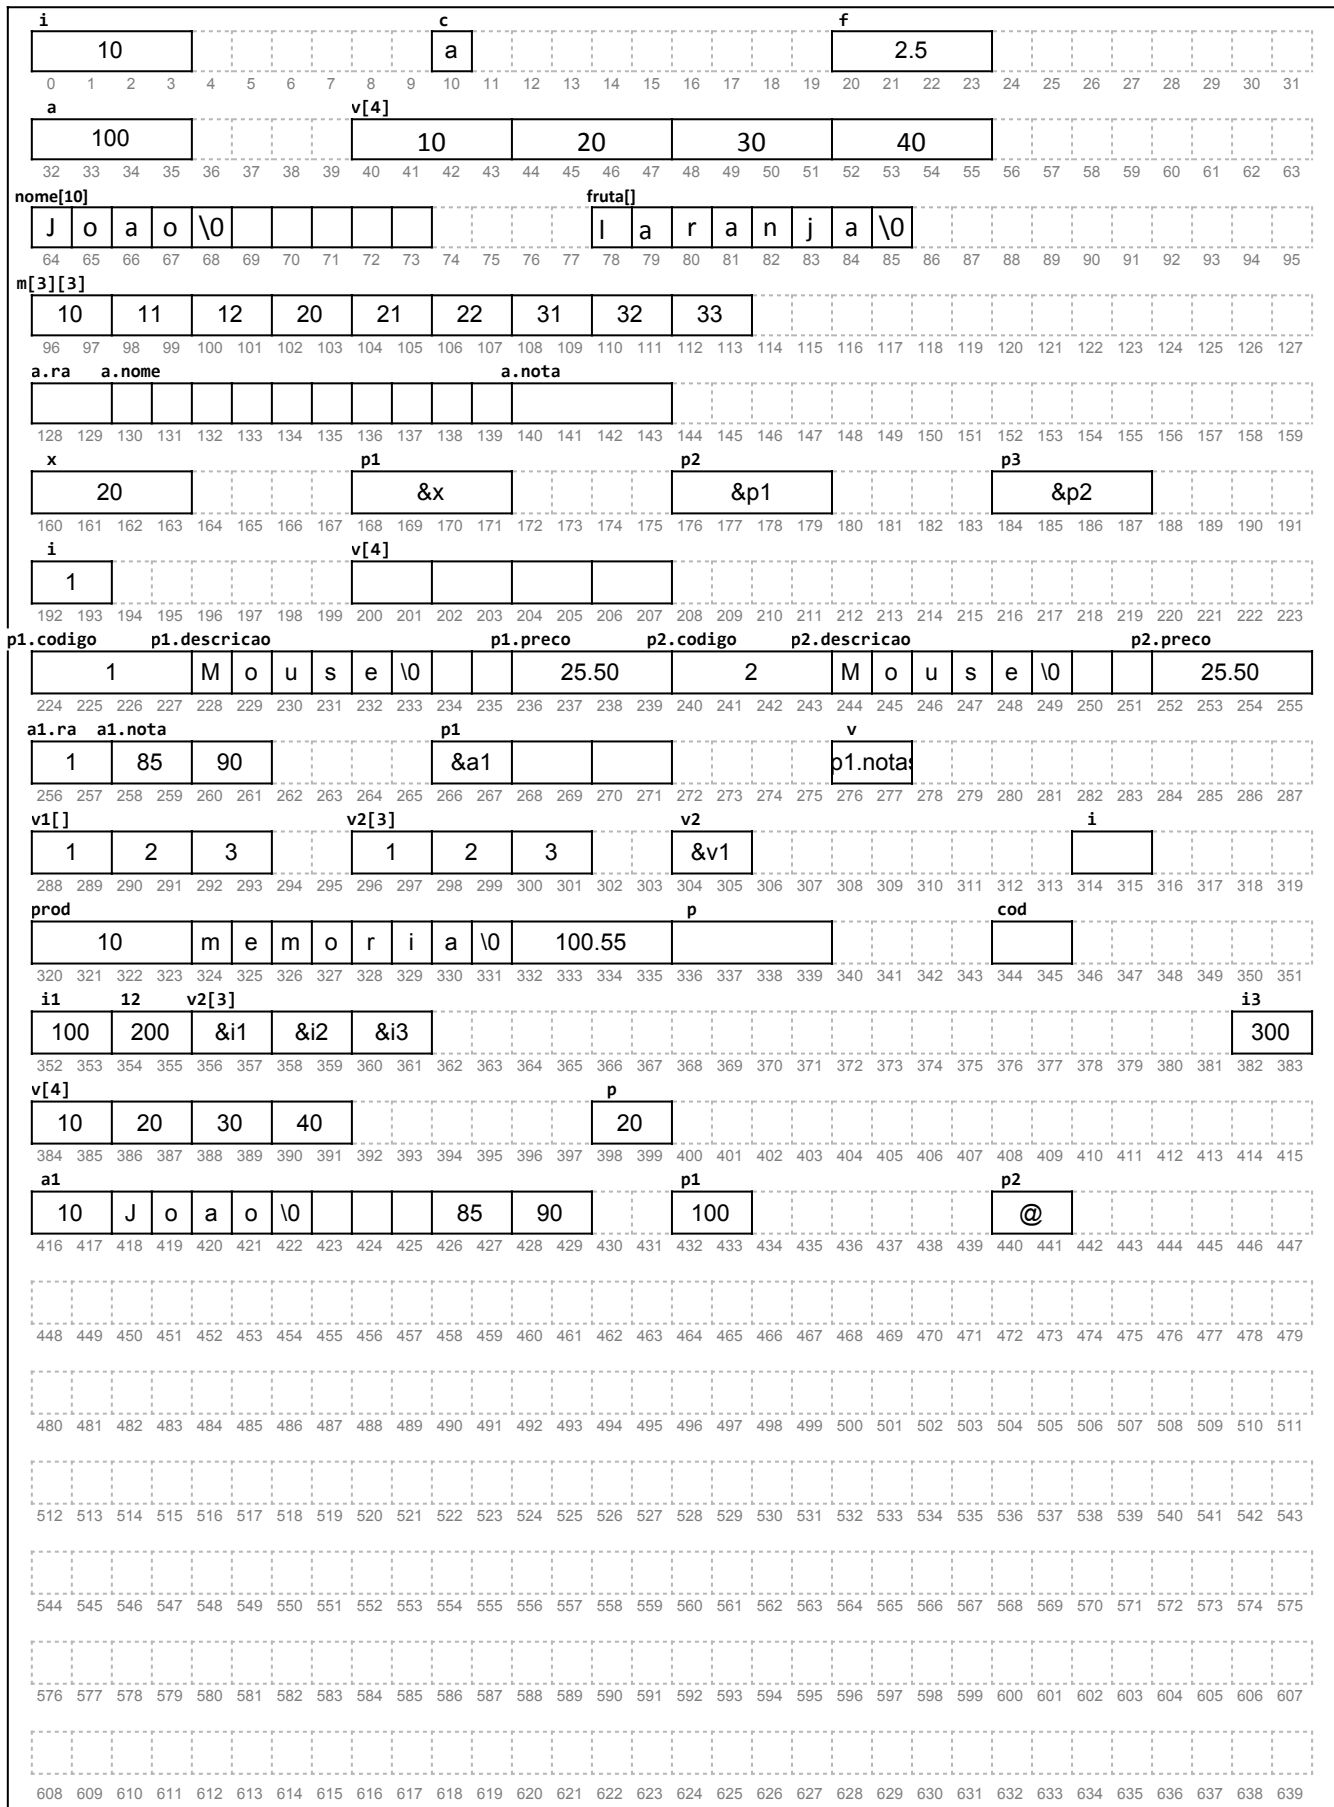 i c f
10 a 2.5
0 1 2 3 4 5 6 7 8 9 10 11 12 13 14 15 16 17 18 19 20 21 22 23 24 25 26 27 28 29 30 31
a v[4]
100 10 20 30 40
32 33 34 35 36 37 38 39 40 41 42 43 44 45 46 47 48 49 50 51 52 53 54 55 56 57 58 59 60 61 62 63
nome[10] fruta[]
J o a o \0 l a r a n j a \0
64 65 66 67 68 69 70 71 72 73 74 75 76 77 78 79 80 81 82 83 84 85 86 87 88 89 90 91 92 93 94 95
m[3][3]
10 11 12 20 21 22 31 32 33
96 97 98 99 100 101 102 103 104 105 106 107 108 109 110 111 112 113 114 115 116 117 118 119 120 121 122 123 124 125 126 127
a.ra a.nome a.nota
128 129 130 131 132 133 134 135 136 137 138 139 140 141 142 143 144 145 146 147 148 149 150 151 152 153 154 155 156 157 158 159
x p1 p2 p3
20 &x &p1 &p2
160 161 162 163 164 165 166 167 168 169 170 171 172 173 174 175 176 177 178 179 180 181 182 183 184 185 186 187 188 189 190 191
i v[4]
1
192 193 194 195 196 197 198 199 200 201 202 203 204 205 206 207 208 209 210 211 212 213 214 215 216 217 218 219 220 221 222 223
p1.codigo p1.descricao p1.preco p2.codigo p2.descricao p2.preco
1 M o u s e \0 25.50 2 M o u s e \0 25.50
224 225 226 227 228 229 230 231 232 233 234 235 236 237 238 239 240 241 242 243 244 245 246 247 248 249 250 251 252 253 254 255
a1.ra a1.nota p1 v
1 85 90 &a1 p1.notas
256 257 258 259 260 261 262 263 264 265 266 267 268 269 270 271 272 273 274 275 276 277 278 279 280 281 282 283 284 285 286 287
v1[] v2[3] v2 i
1 2 3 1 2 3 &v1
288 289 290 291 292 293 294 295 296 297 298 299 300 301 302 303 304 305 306 307 308 309 310 311 312 313 314 315 316 317 318 319
prod p cod
10 m e m o r i a \0 100.55
320 321 322 323 324 325 326 327 328 329 330 331 332 333 334 335 336 337 338 339 340 341 342 343 344 345 346 347 348 349 350 351
i1 12 v2[3] i3
100 200 &i1 &i2 &i3 300
352 353 354 355 356 357 358 359 360 361 362 363 364 365 366 367 368 369 370 371 372 373 374 375 376 377 378 379 380 381 382 383
v[4] p
10 20 30 40 20
384 385 386 387 388 389 390 391 392 393 394 395 396 397 398 399 400 401 402 403 404 405 406 407 408 409 410 411 412 413 414 415
a1 p1 p2
10 J o a o \0 85 90 100 @
416 417 418 419 420 421 422 423 424 425 426 427 428 429 430 431 432 433 434 435 436 437 438 439 440 441 442 443 444 445 446 447
448 449 450 451 452 453 454 455 456 457 458 459 460 461 462 463 464 465 466 467 468 469 470 471 472 473 474 475 476 477 478 479
480 481 482 483 484 485 486 487 488 489 490 491 492 493 494 495 496 497 498 499 500 501 502 503 504 505 506 507 508 509 510 511
512 513 514 515 516 517 518 519 520 521 522 523 524 525 526 527 528 529 530 531 532 533 534 535 536 537 538 539 540 541 542 543
544 545 546 547 548 549 550 551 552 553 554 555 556 557 558 559 560 561 562 563 564 565 566 567 568 569 570 571 572 573 574 575
576 577 578 579 580 581 582 583 584 585 586 587 588 589 590 591 592 593 594 595 596 597 598 599 600 601 602 603 604 605 606 607
608 609 610 611 612 613 614 615 616 617 618 619 620 621 622 623 624 625 626 627 628 629 630 631 632 633 634 635 636 637 638 639